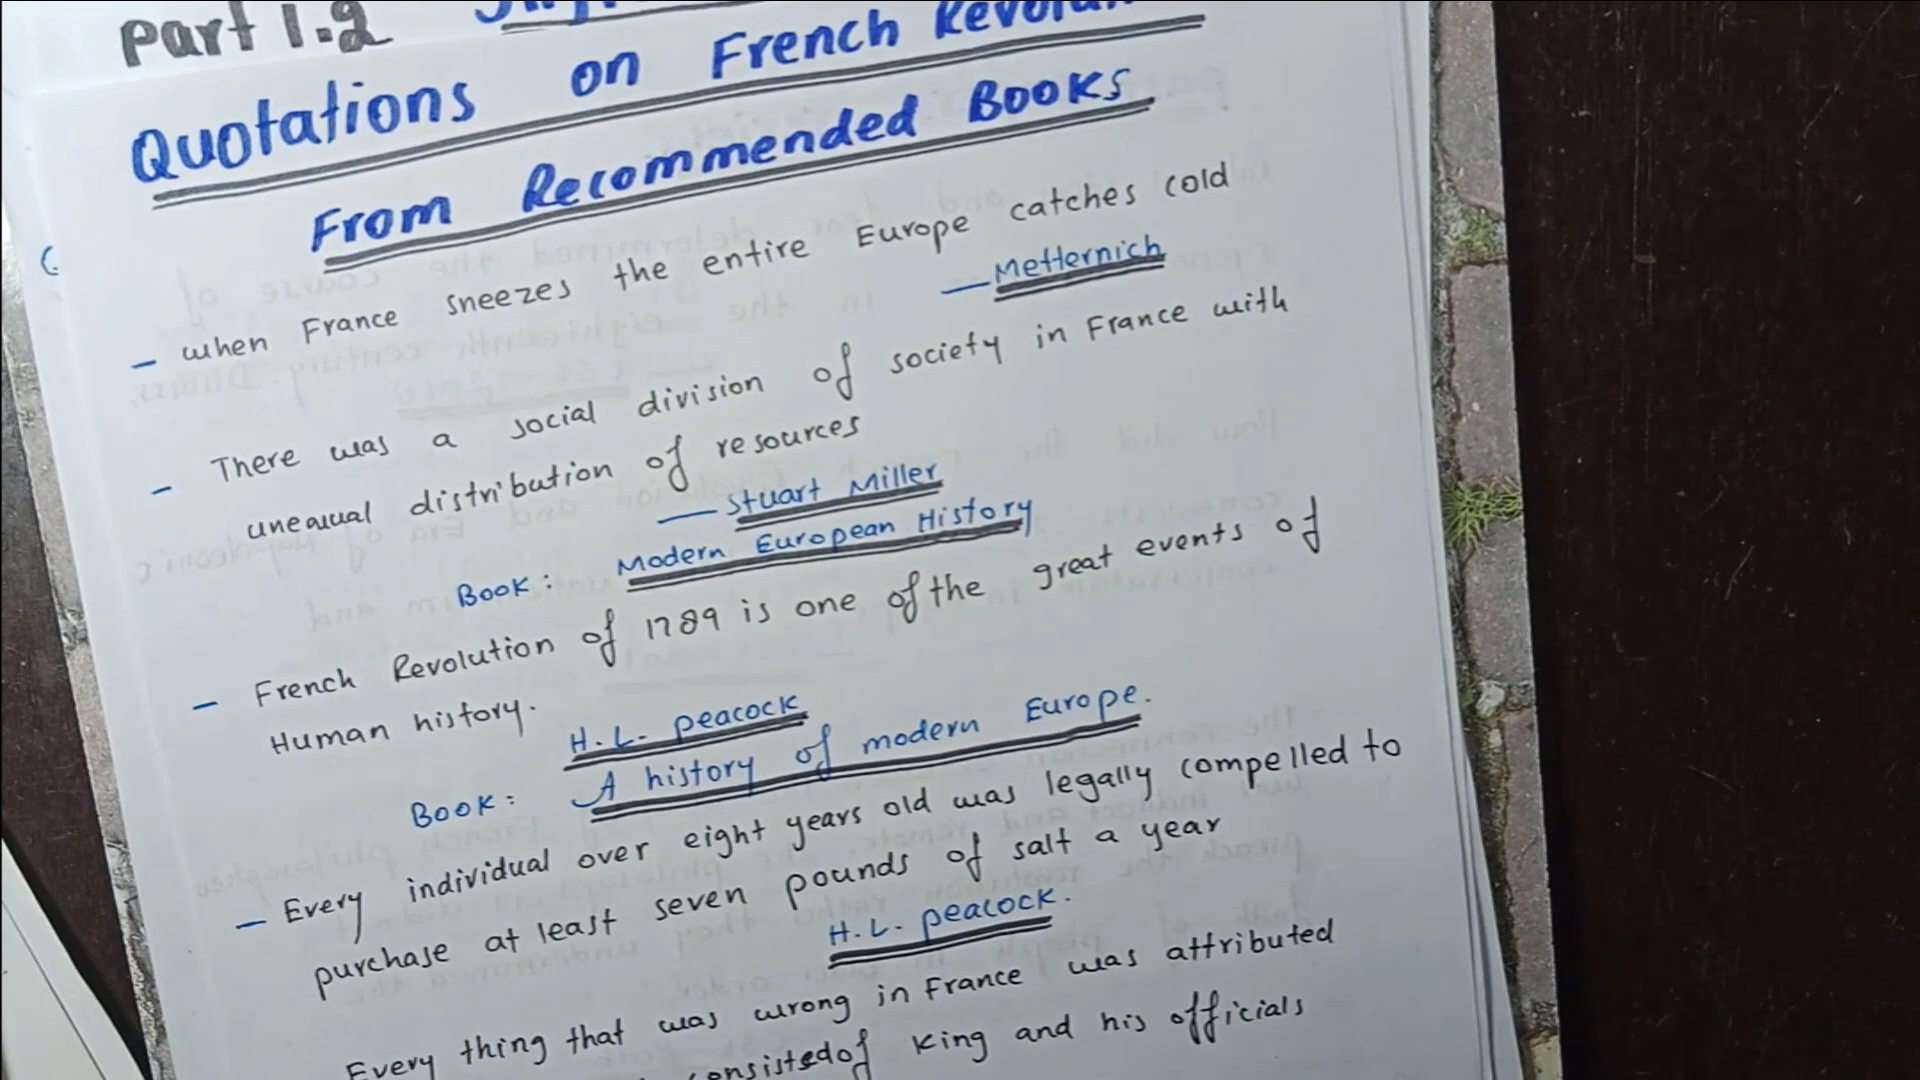 part 1.2
Quotations on French
From Recommended Books
- when France sneezes the entire Europe catches cold
— Metternich
- There was a social division of society in France with
unequal distribution of resources
— Stuart Miller
Book: Modern European History
- French Revolution of 1789 is one of the great events of
Human history.
H.L. peacock
Book: A history of modern Europe.
- Every individual over eight years old was legally compelled to
purchase at least seven pounds of salt a year
H.L. peacock.
Every thing that was wrong in France was attributed
consisted of King and his officials